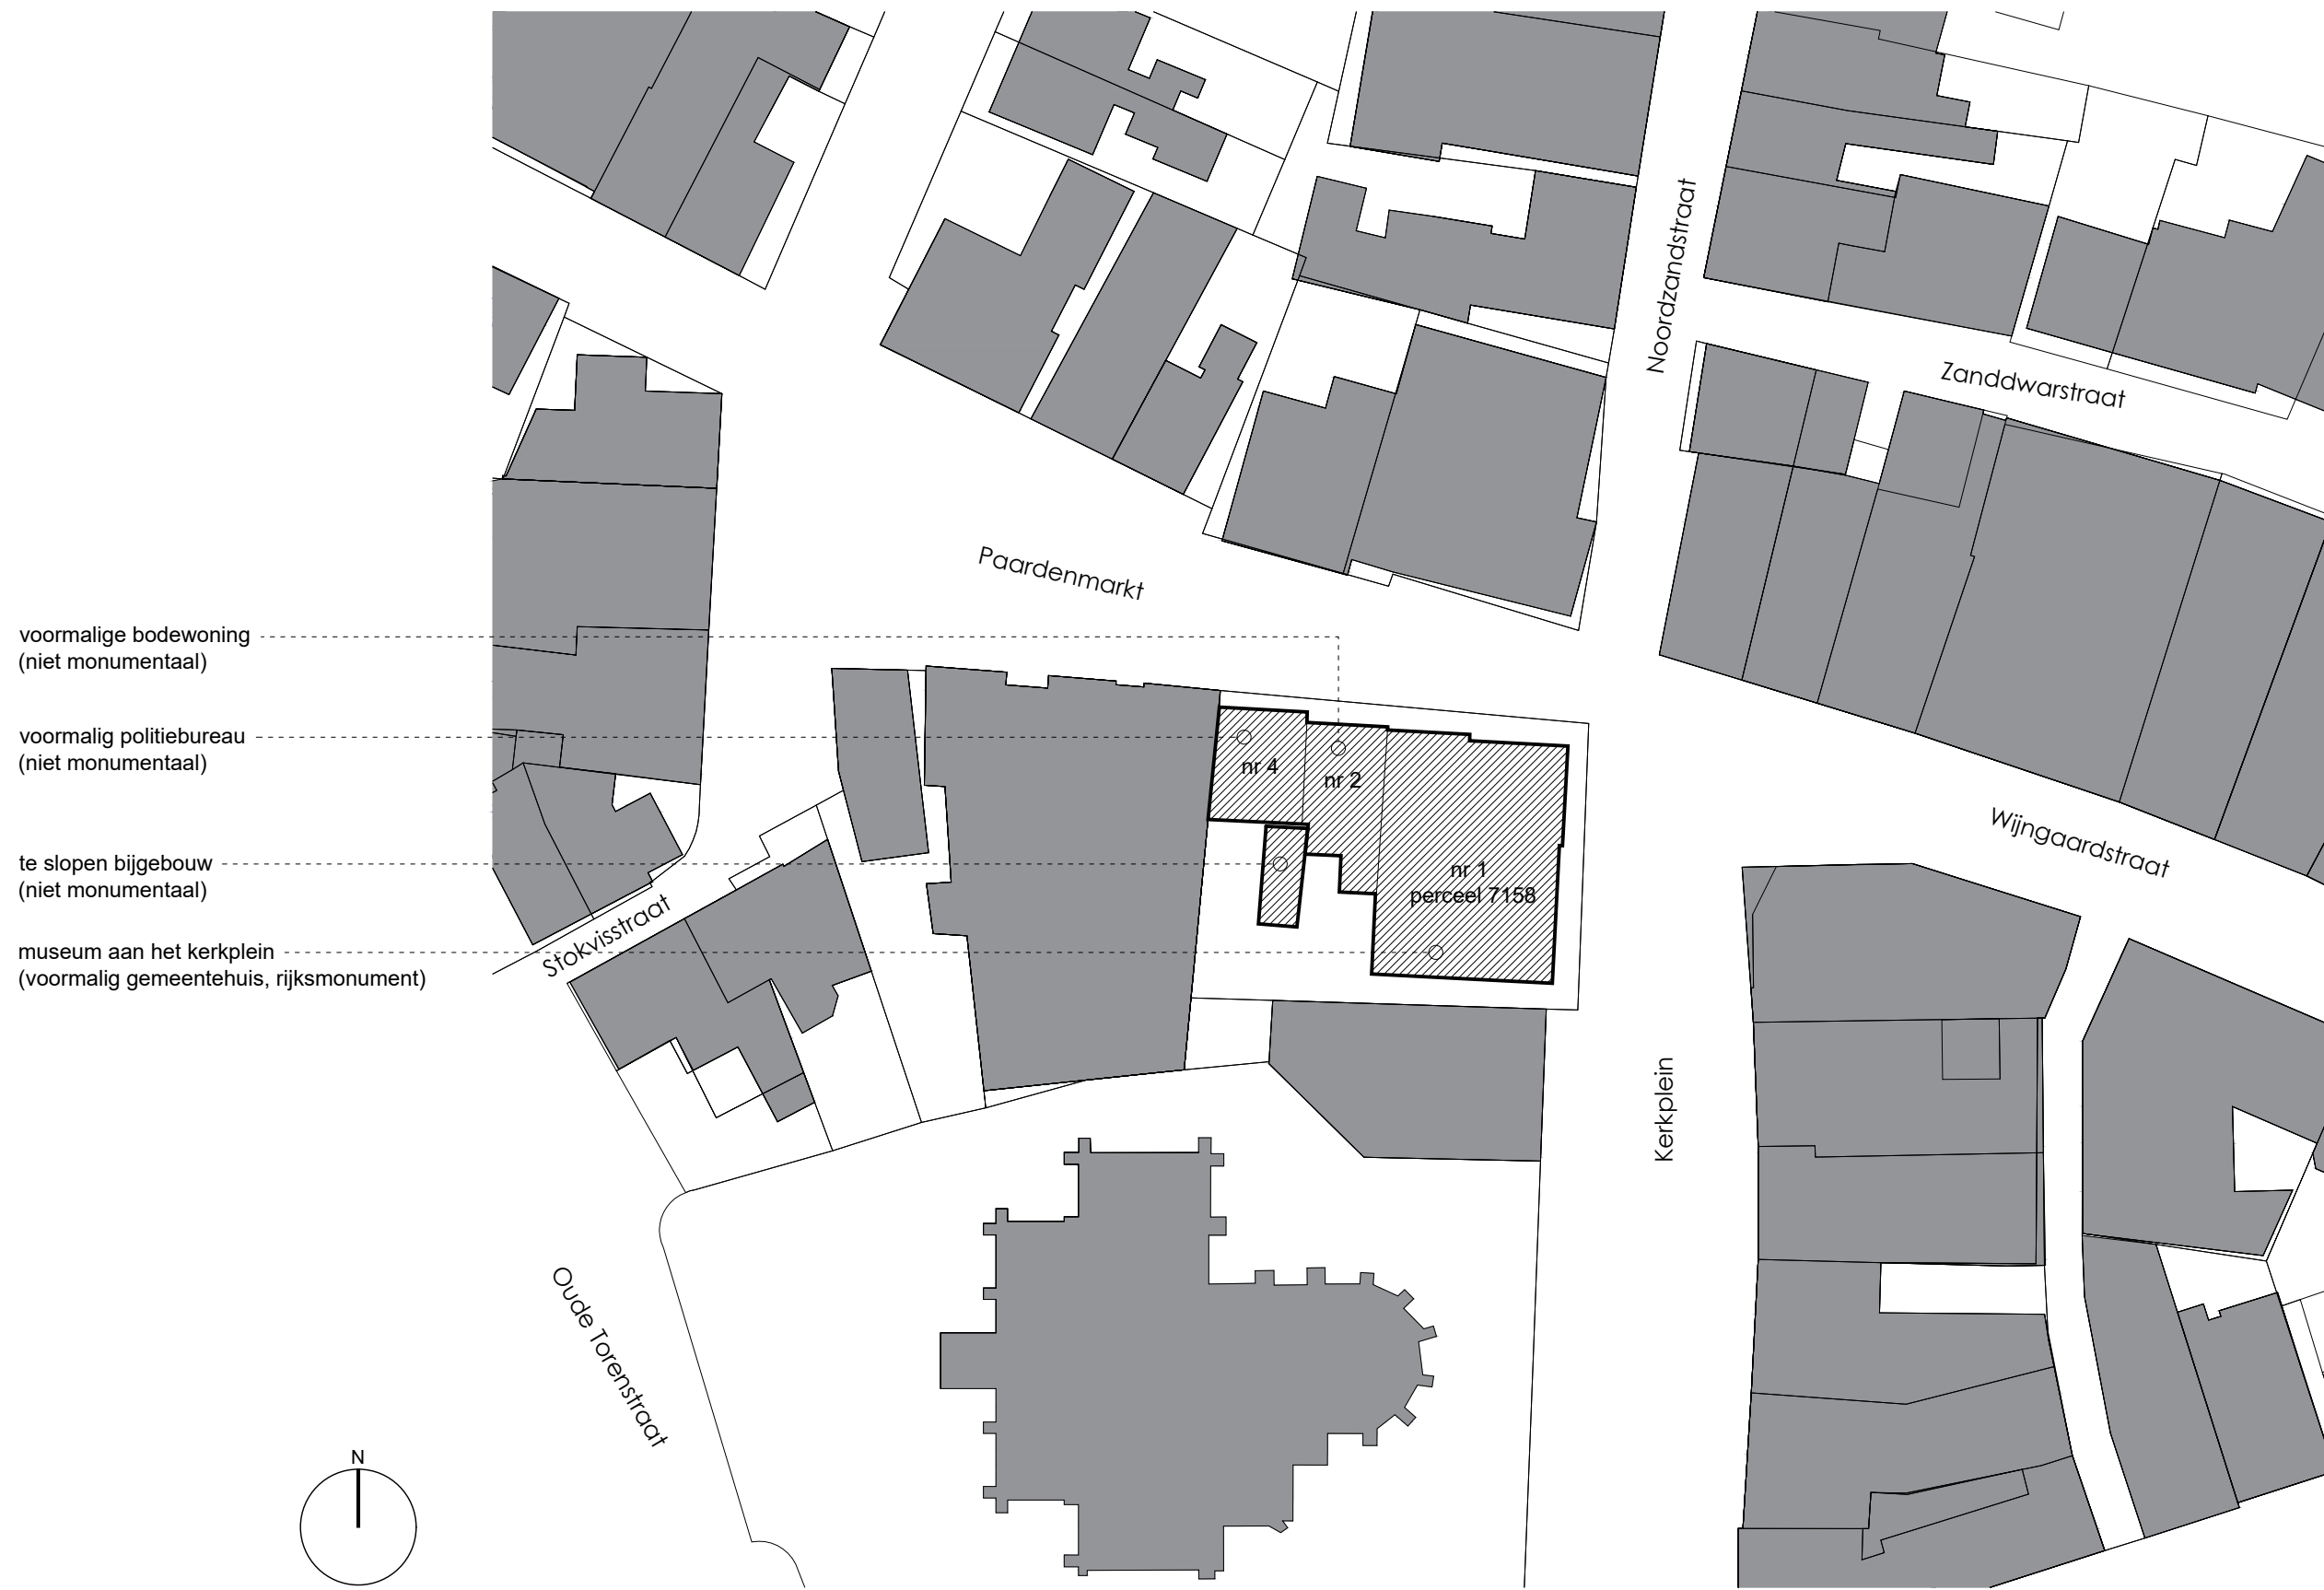 Noordzandstraat
Zanddwarstraat
Paardenmarkt
voormalige bodewoning
(niet monumentaal)
voormalig politiebureau
(niet monumentaal)
nr 4
nr 2
Wijngaardstraat
te slopen bijgebouw
(niet monumentaal)
nr 1
perceel 7158
Stokvisstraat
museum aan het kerkplein
(voormalig gemeentehuis, rijksmonument)
Kerkplein
Oude Torenstraat
N